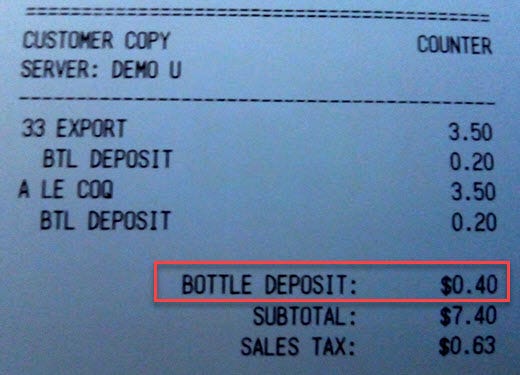 CUSTOMER COPY COUNTER
SERVER: DEMO U
33 EXPORT 3.50
BTL DEPOSIT 0.20
A LE COQ 3.50
BTL DEPOSIT 0.20
BOTTLE DEPOSIT: $0.40
SUBTOTAL: $7.40
SALES TAX: $0.63